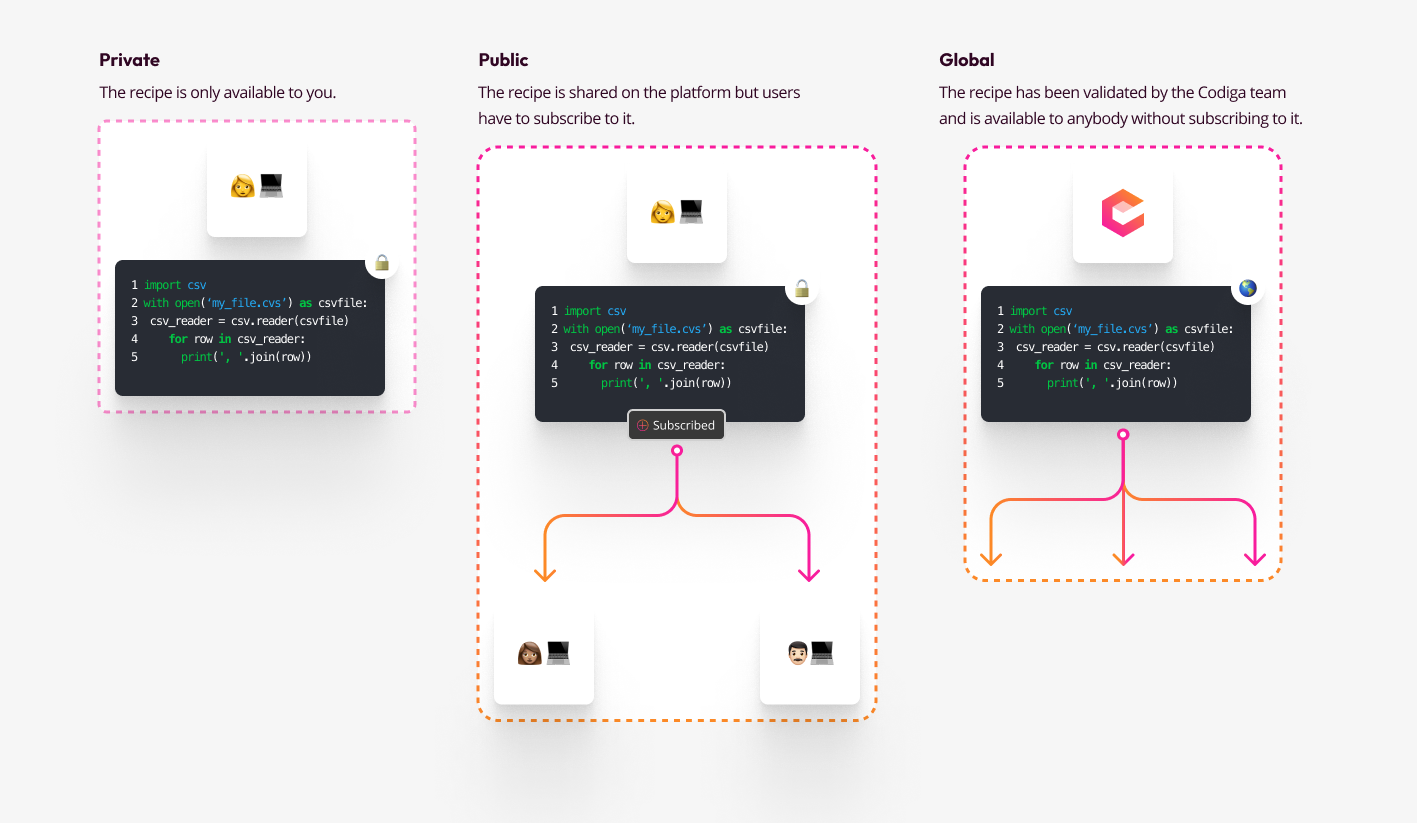 Private
The recipe is only available to you.
1 import csv
2 with open(‘my_file.cvs’) as csvfile:
3 csv_reader = csv.reader(csvfile)
4 for row in csv_reader:
5 print(', '.join(row))
Public
The recipe is shared on the platform but users
have to subscribe to it.
1 import csv
2 with open(‘my_file.cvs’) as csvfile:
3 csv_reader = csv.reader(csvfile)
4 for row in csv_reader:
5 print(', '.join(row))
Subscribed
Global
The recipe has been validated by the Codiga team
and is available to anybody without subscribing to it.
1 import csv
2 with open(‘my_file.cvs’) as csvfile:
3 csv_reader = csv.reader(csvfile)
4 for row in csv_reader:
5 print(', '.join(row))